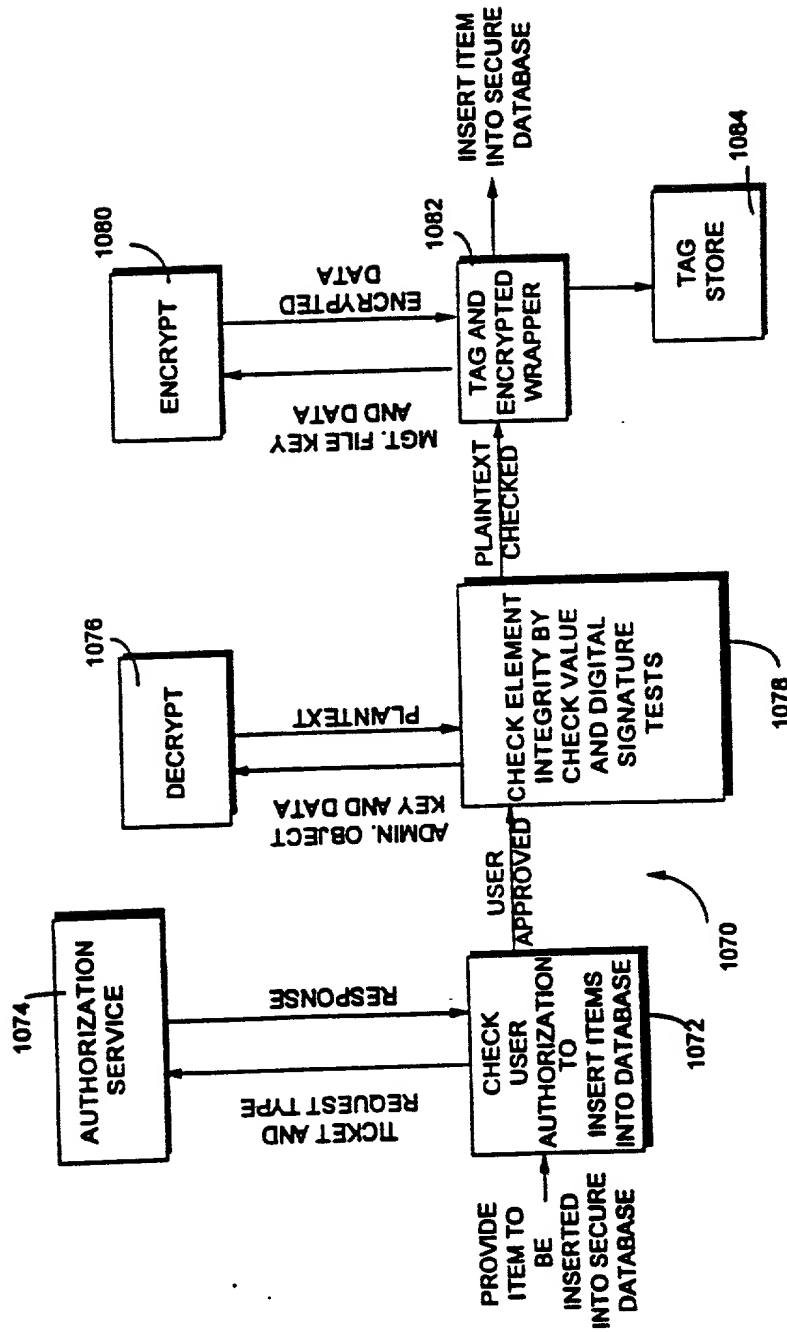 PROVIDE
ITEM TO
BE
INSERTED
INTO SECURE
DATABASE
CHECK
USER
AUTHORIZATION
TO
INSERT ITEMS
INTO DATABASE
1072
TICKET AND
REQUEST TYPE
RESPONSE
1074
AUTHORIZATION
SERVICE
1070
USER
APPROVED
CHECK ELEMENT
INTEGRITY BY
CHECK VALUE
AND DIGITAL
SIGNATURE
TESTS
1078
ADMIN. OBJECT
KEY AND DATA
PLAINTEXT
1076
DECRYPT
PLAINTEXT
CHECKED
TAG AND
ENCRYPTED
WRAPPER
1082
MGT. FILE KEY
AND DATA
ENCRYPTED
DATA
1080
ENCRYPT
INSERT ITEM
INTO SECURE
DATABASE
TAG
STORE
1084